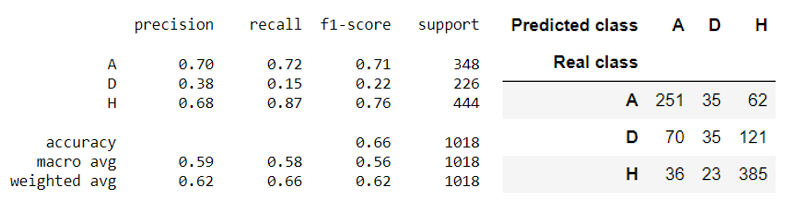 precision recall f1-score support
A 0.70 0.72 0.71 348
D 0.38 0.15 0.22 226
H 0.68 0.87 0.76 444
accuracy 0.66 1018
macro avg 0.59 0.58 0.56 1018
weighted avg 0.62 0.66 0.62 1018
Predicted class A D H
Real class
A 251 35 62
D 70 35 121
H 36 23 385